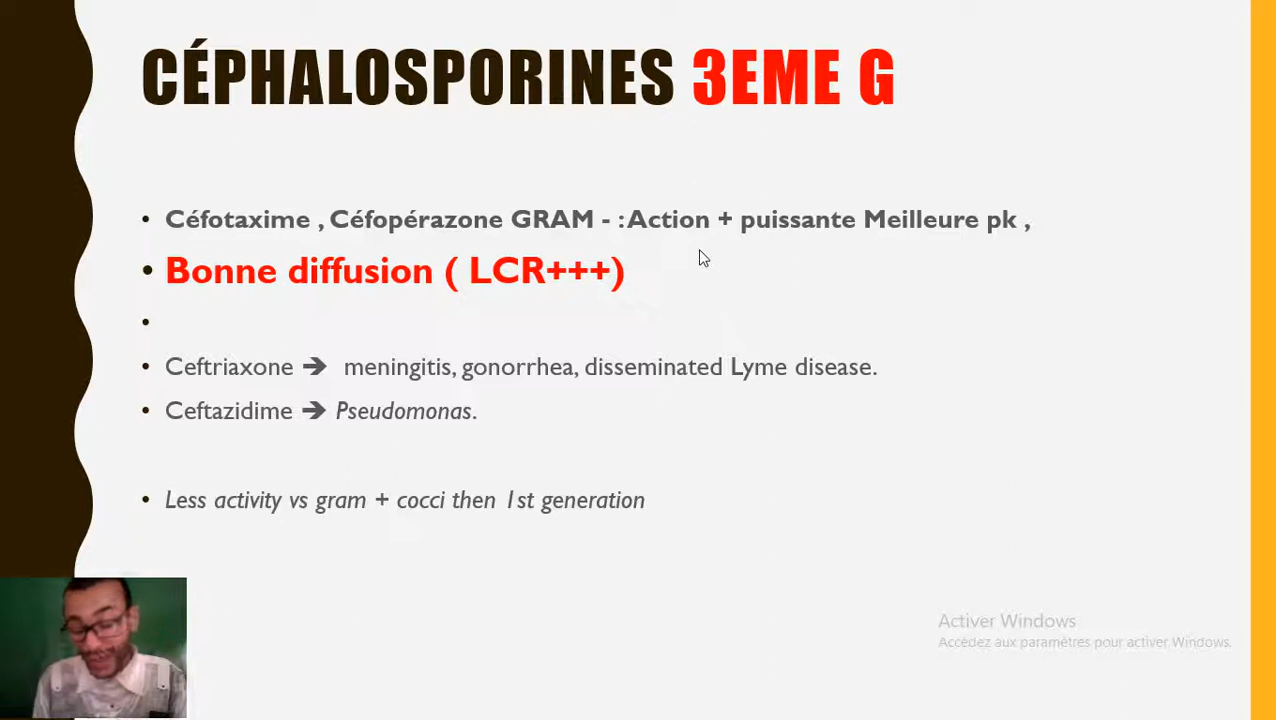 CÉPHALOSPORINES 3EME G
• Céfotaxime , Céfopérazone GRAM - : Action + puissante Meilleure pk ,
• Bonne diffusion ( LCR+++)
•
• Ceftriaxone ➔ meningitis, gonorrhea, disseminated Lyme disease.
• Ceftazidime ➔ Pseudomonas.
• Less activity vs gram + cocci then 1st generation
Activer Windows
Accédez aux paramètres pour activer Windows.